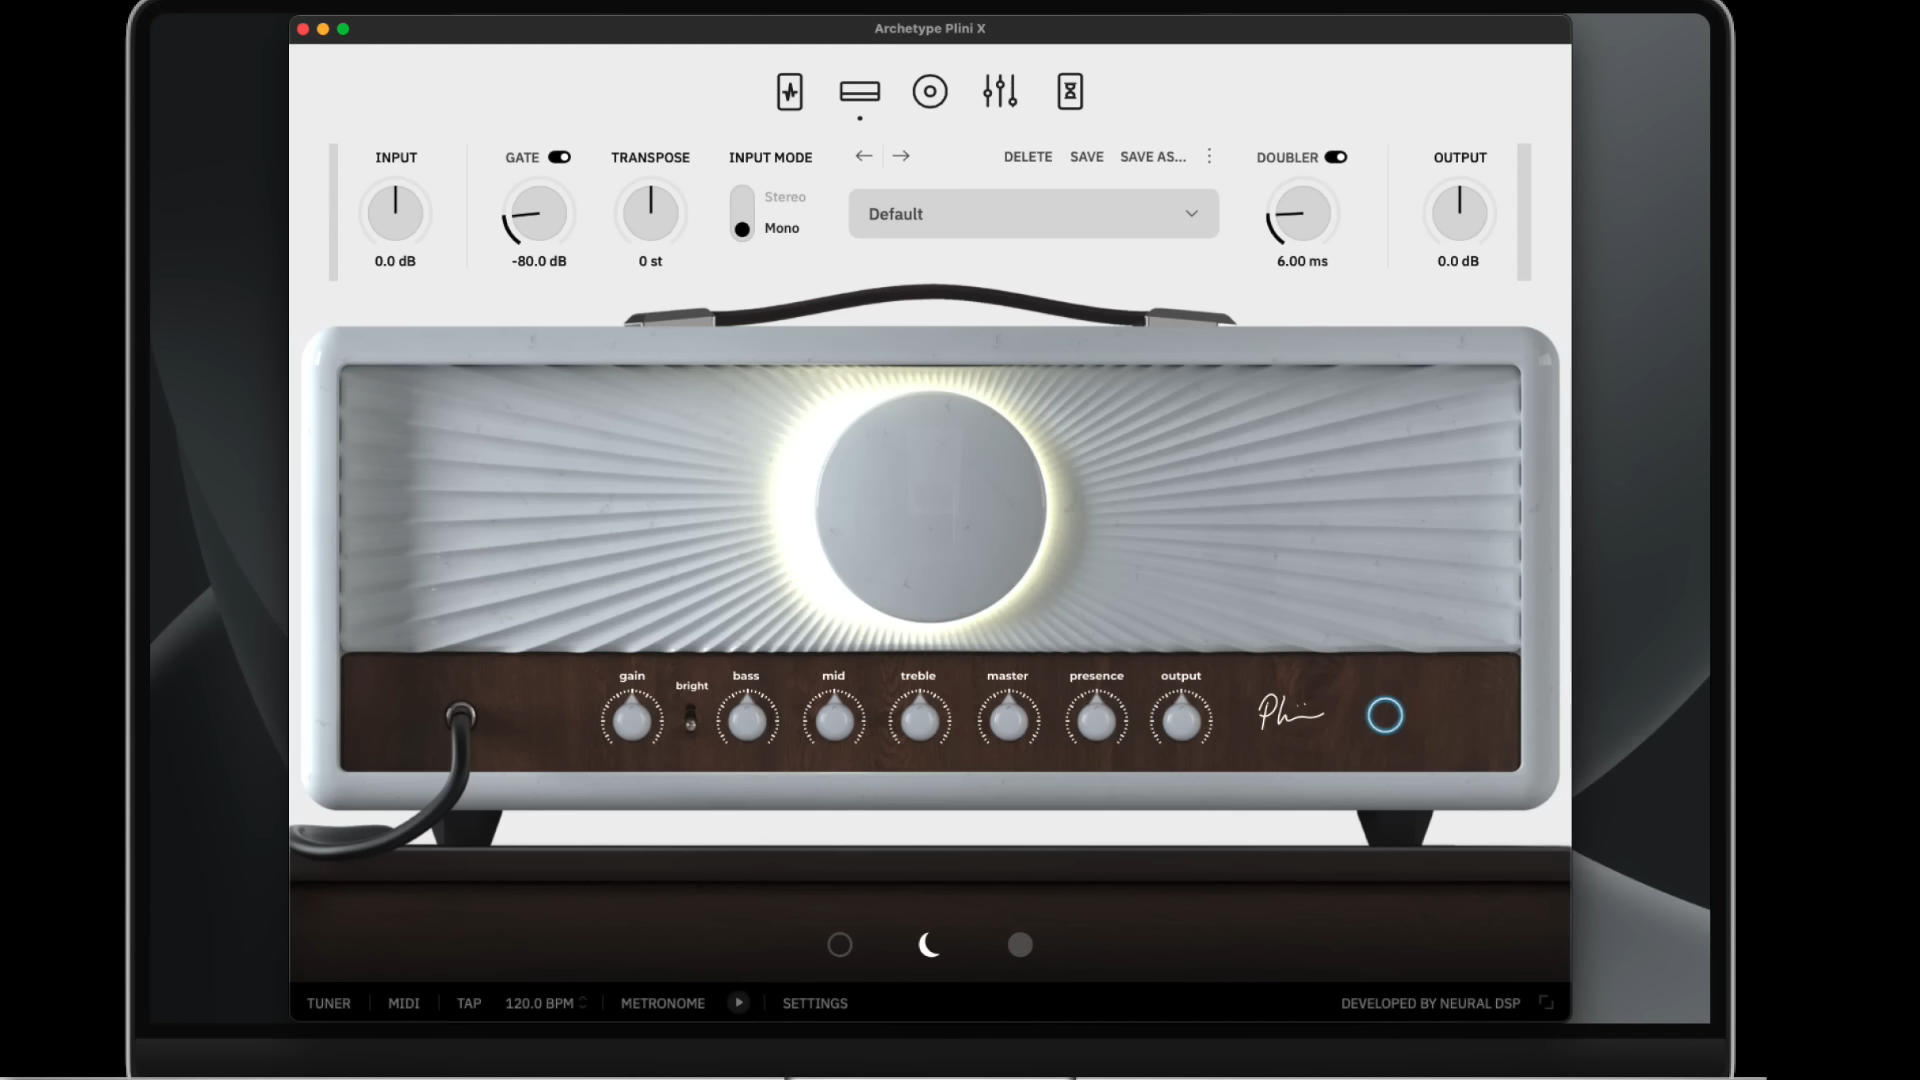 Archetype Plini X
INPUT
GATE
TRANSPOSE
INPUT MODE
DELETE
SAVE
SAVE AS...
DOUBLER
OUTPUT
Stereo
Mono
Default
0.0 dB
-80.0 dB
0 st
6.00 ms
0.0 dB
gain
bright
bass
mid
treble
master
presence
output
Plini
TUNER
MIDI
TAP
120.0 BPM
METRONOME
SETTINGS
DEVELOPED BY NEURAL DSP